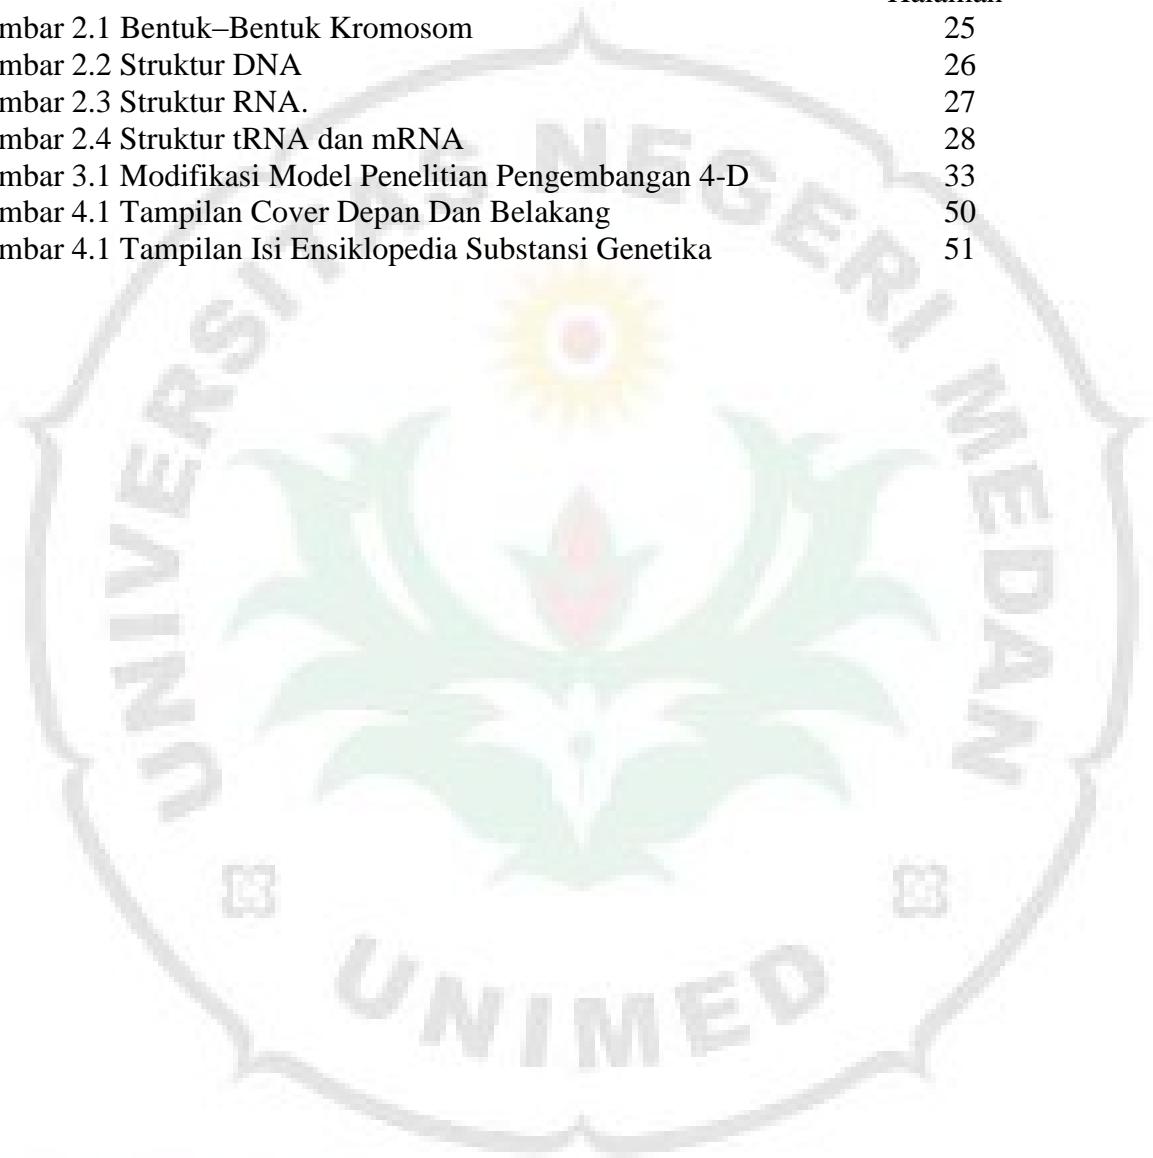 Halaman
mbar 2.1 Bentuk–Bentuk Kromosom 25
mbar 2.2 Struktur DNA 26
mbar 2.3 Struktur RNA. 27
mbar 2.4 Struktur tRNA dan mRNA 28
mbar 3.1 Modifikasi Model Penelitian Pengembangan 4-D 33
mbar 4.1 Tampilan Cover Depan Dan Belakang 50
mbar 4.1 Tampilan Isi Ensiklopedia Substansi Genetika 51
UNIVERSITAS NEGERI MEDAN
UNIMED